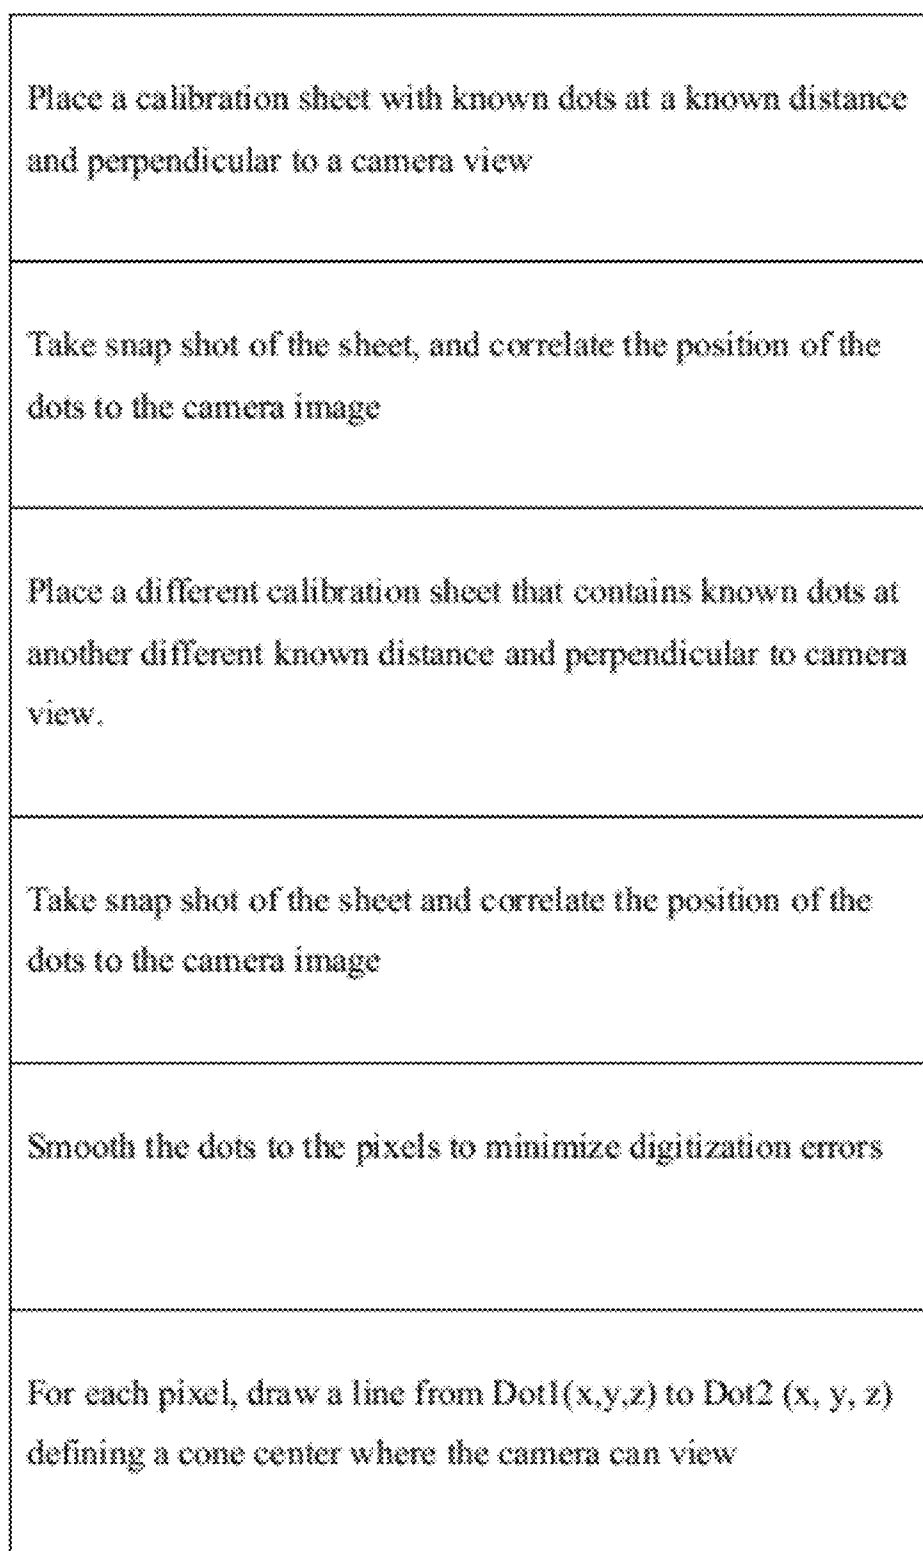 Place a calibration sheet with known dots at a known distance
and perpendicular to a camera view
Take snap shot of the sheet, and correlate the position of the
dots to the camera image
Place a different calibration sheet that contains known dots at
another different known distance and perpendicular to camera
view.
Take snap shot of the sheet and correlate the position of the
dots to the camera image
Smooth the dots to the pixels to minimize digitization errors
For each pixel, draw a line from Dot1(x,y,z) to Dot2 (x, y, z)
defining a cone center where the camera can view